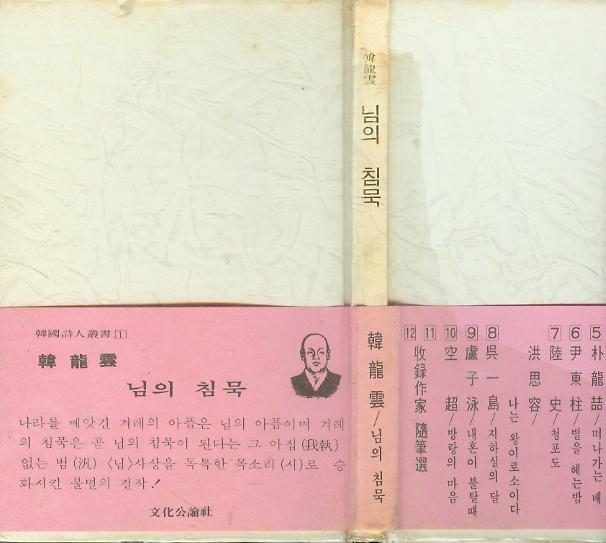 韓國詩人叢書 1
韓龍雲
님의 침묵
나라를 빼앗긴 겨레의 아픔은 님의 아픔이며 겨레
의 침묵은 곧 님의 침묵이 된다는 그 아집(我執)
없는 범(汎) 〈님〉사상을 독특한 목소리(시)로 승
화시킨 불멸의 걸작!
文化公論社
韓龍雲
님의 침묵
韓龍雲/님의 침묵
5 朴龍喆/떠나가는 배
6 尹東柱/별을 헤는밤
7 陸 史/청포도
洪思容/
나는 왕이로소이다
8 吳一島/지하실의 달
9 盧子泳/내혼이 불탈때
10 空 超/방랑의 마음
11
12 收録作家 隨筆選